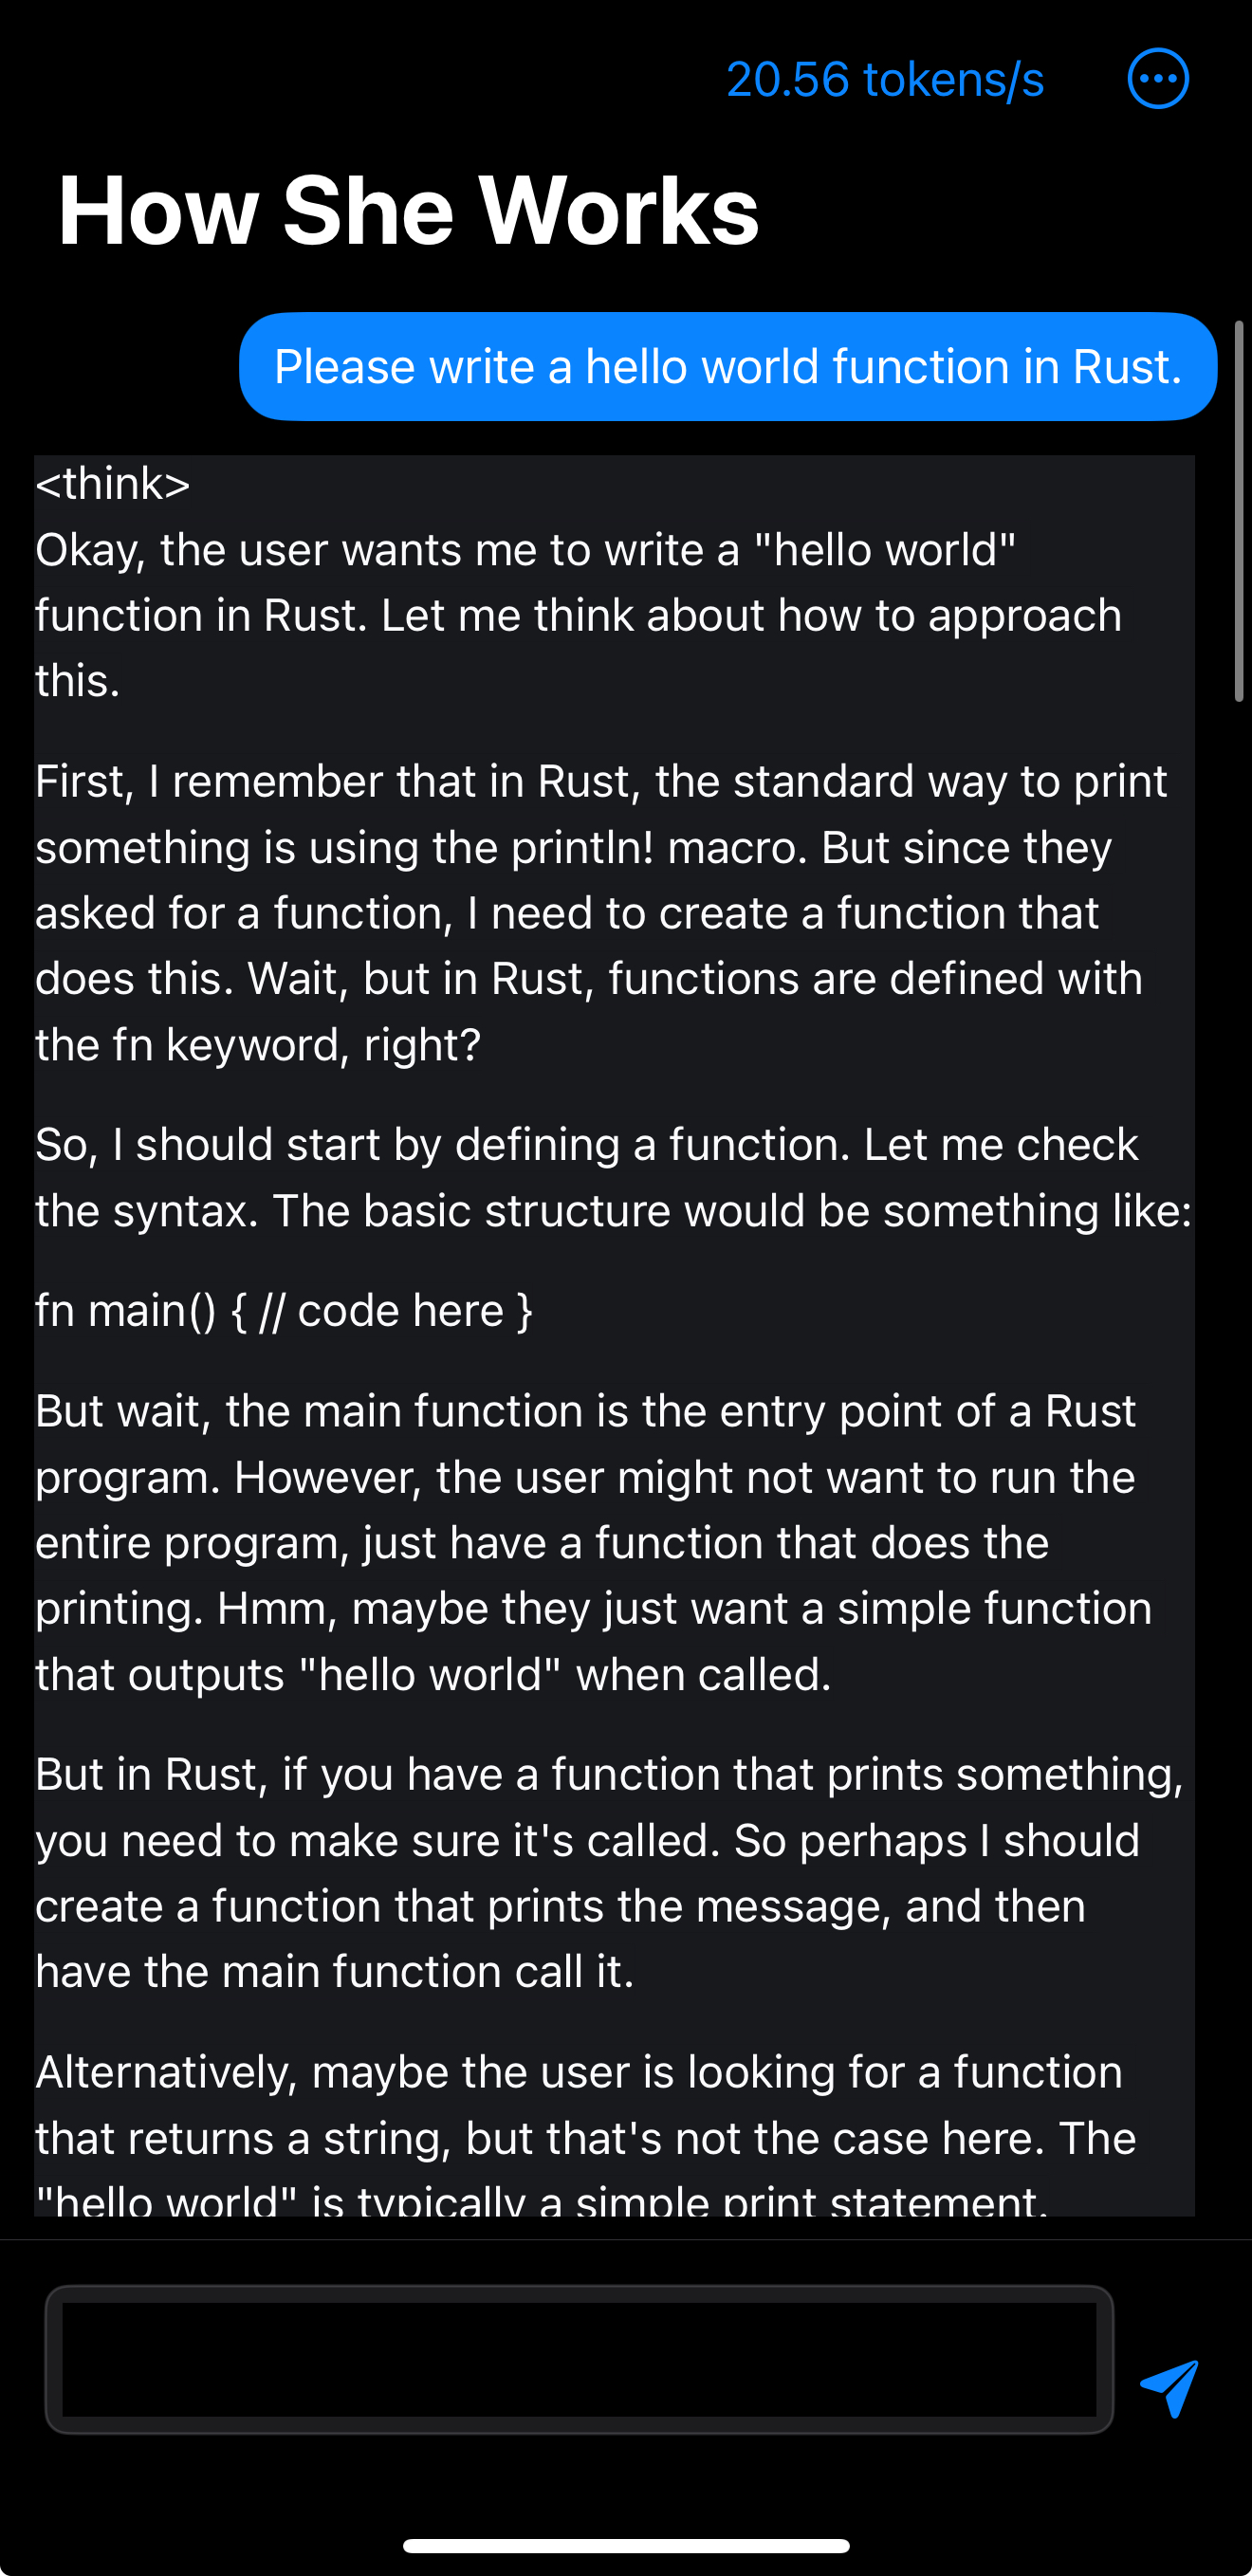 20.56 tokens/s
How She Works
Please write a hello world function in Rust.
<think>
Okay, the user wants me to write a "hello world"
function in Rust. Let me think about how to approach
this.
First, I remember that in Rust, the standard way to print
something is using the println! macro. But since they
asked for a function, I need to create a function that
does this. Wait, but in Rust, functions are defined with
the fn keyword, right?
So, I should start by defining a function. Let me check
the syntax. The basic structure would be something like:
fn main() { // code here }
But wait, the main function is the entry point of a Rust
program. However, the user might not want to run the
entire program, just have a function that does the
printing. Hmm, maybe they just want a simple function
that outputs "hello world" when called.
But in Rust, if you have a function that prints something,
you need to make sure it's called. So perhaps I should
create a function that prints the message, and then
have the main function call it.
Alternatively, maybe the user is looking for a function
that returns a string, but that's not the case here. The
"hello world" is typically a simple print statement.